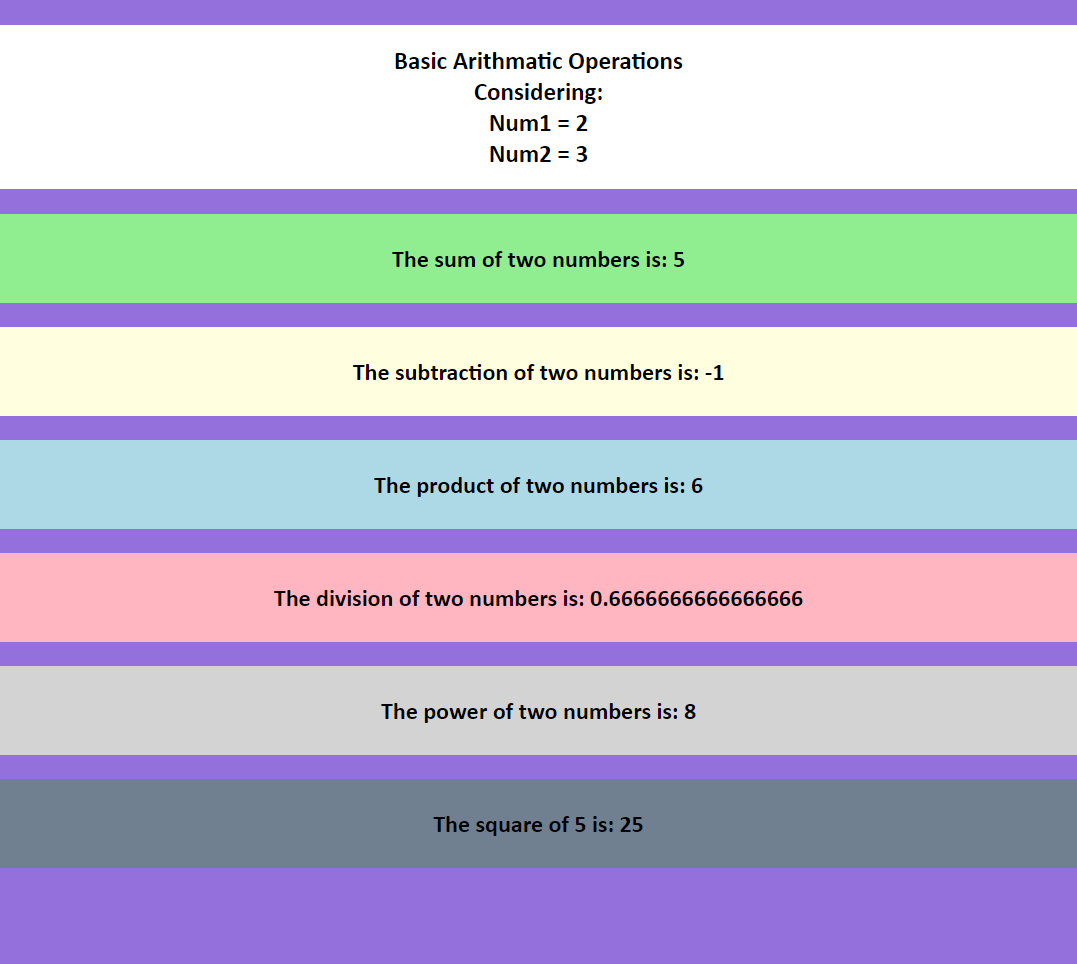 Basic Arithmatic Operations
Considering:
Num1 = 2
Num2 = 3
The sum of two numbers is: 5
The subtraction of two numbers is: -1
The product of two numbers is: 6
The division of two numbers is: 0.6666666666666666
The power of two numbers is: 8
The square of 5 is: 25